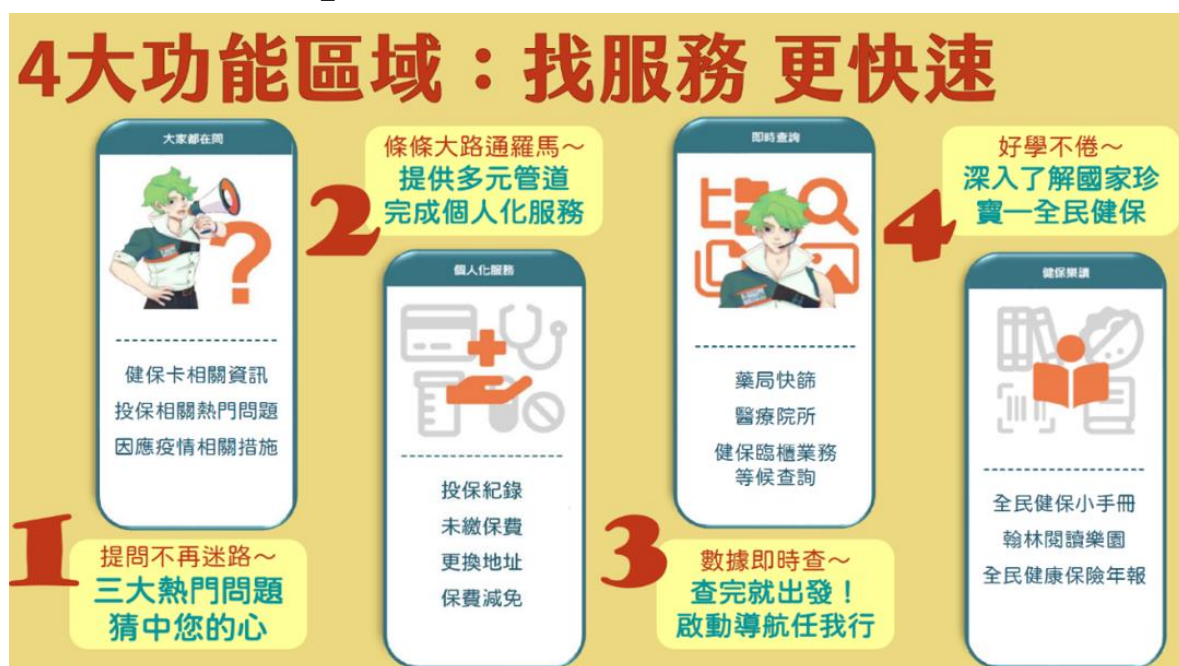 4大功能區域：找服務 更快速
大家都在問
健保卡相關資訊
投保相關熱門問題
因應疫情相關措施
1
提問不再迷路～
三大熱門問題
猜中您的心
2
條條大路通羅馬～
提供多元管道
完成個人化服務
個人化服務
投保紀錄
未繳保費
更換地址
保費減免
即時查詢
藥局快篩
醫療院所
健保臨櫃業務
等候查詢
3
數據即時查～
查完就出發！
啟動導航任我行
4
好學不倦～
深入了解國家珍
寶—全民健保
健保樂讀
全民健保小手冊
翰林閱讀樂園
全民健康保險年報